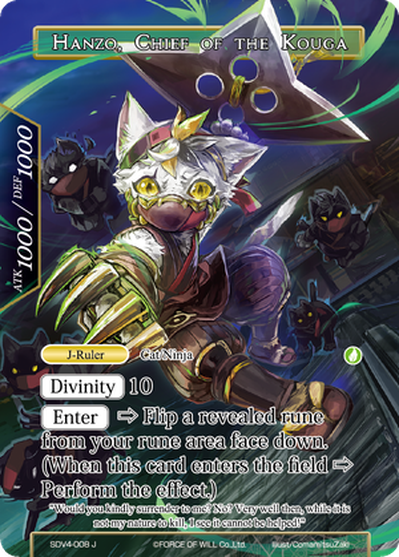 Hanzo, Chief of the Kouga
ATK 1000 / DEF 1000
J-Ruler Cat/Ninja
Divinity 10
Enter ⇨ Flip a revealed rune
from your rune area face down.
(When this card enters the field ⇨
Perform the effect.)
"Would you kindly surrender to me? No? Very well then, while it is
not my nature to kill, I see it cannot be helped!"
SDV4-008 J ©FORCE OF WILL Co.,Ltd. Illust/ComamitsuZaki